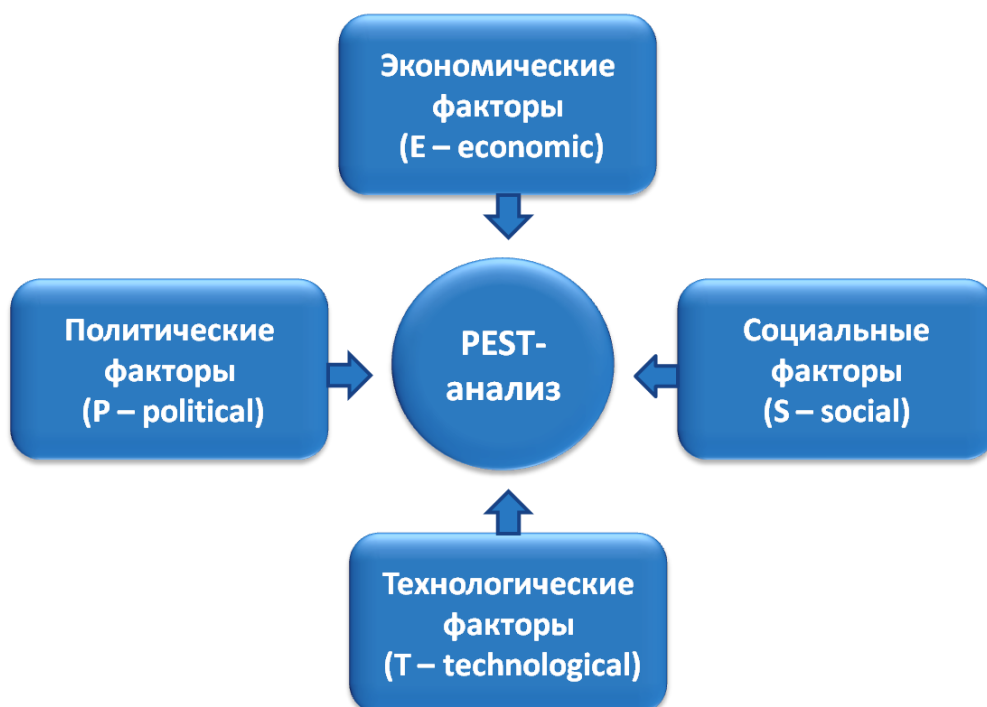 Экономические
факторы
(E – economic)
Политические
факторы
(P – political)
PEST-
анализ
Социальные
факторы
(S – social)
Технологические
факторы
(T – technological)